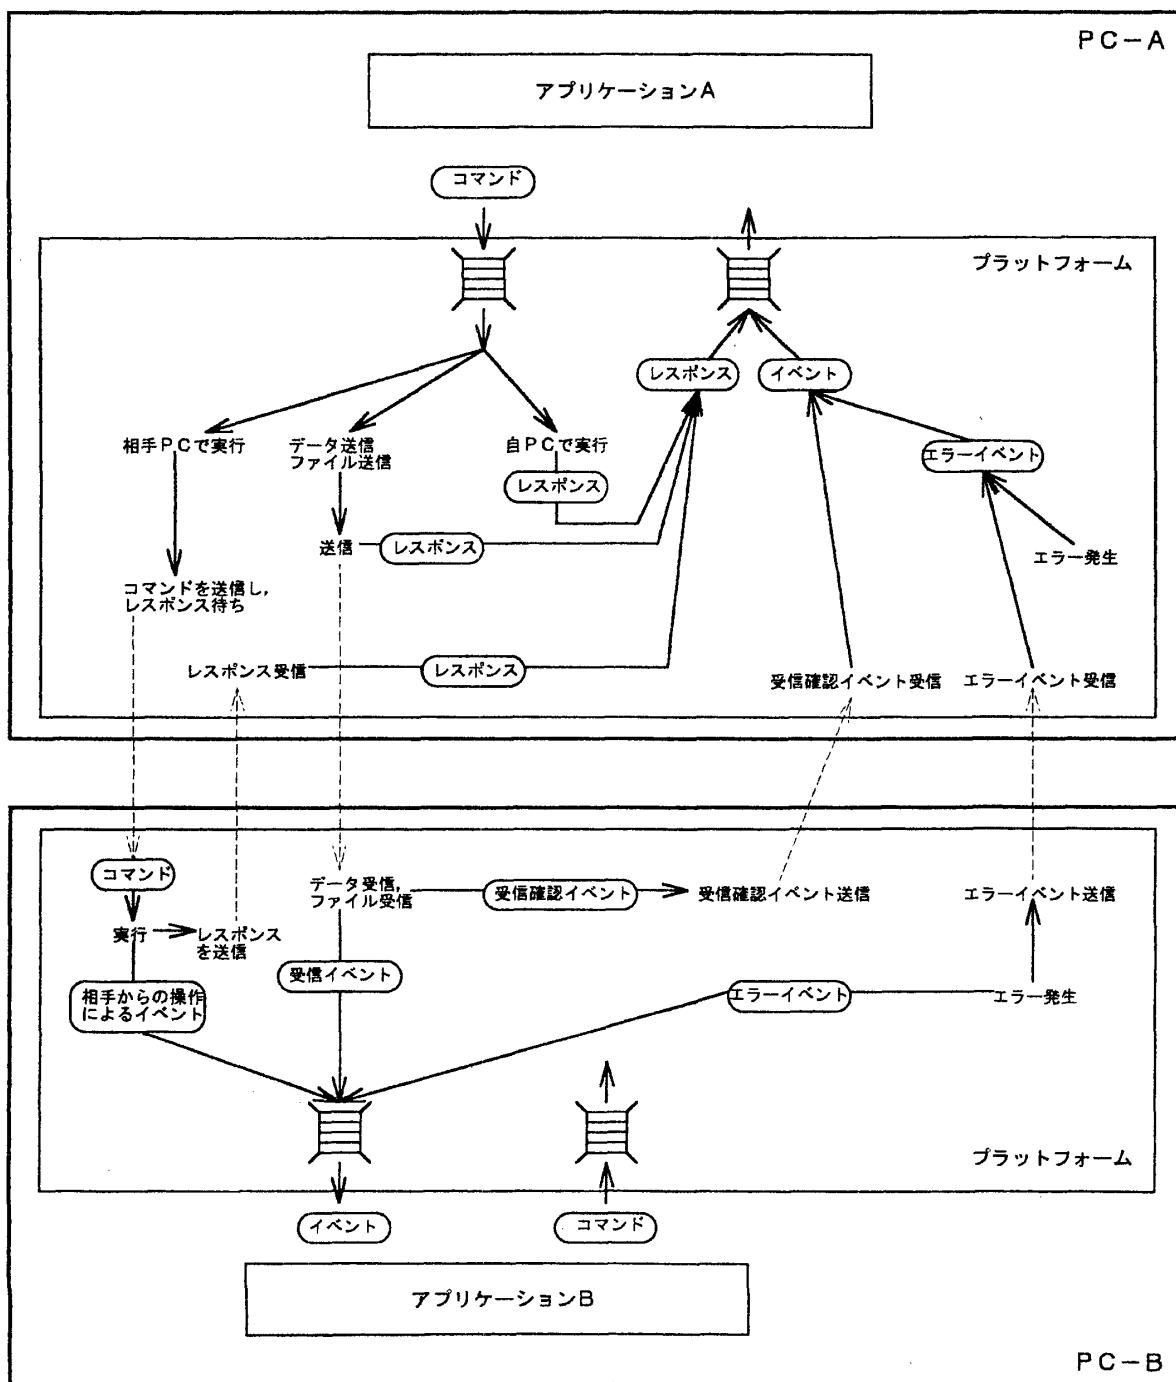 PC-A
アプリケーションA
コマンド
プラットフォーム
レスポンス
イベント
相手PCで実行
データ送信
ファイル送信
自PCで実行
エラーイベント
レスポンス
送信
レスポンス
エラー発生
コマンドを送信し,
レスポンス待ち
レスポンス受信
レスポンス
受信確認イベント受信
エラーイベント受信
コマンド
データ受信,
ファイル受信
受信確認イベント
受信確認イベント送信
エラーイベント送信
実行
レスポンス
を送信
受信イベント
相手からの操作
によるイベント
エラーイベント
エラー発生
プラットフォーム
イベント
コマンド
アプリケーションB
PC-B